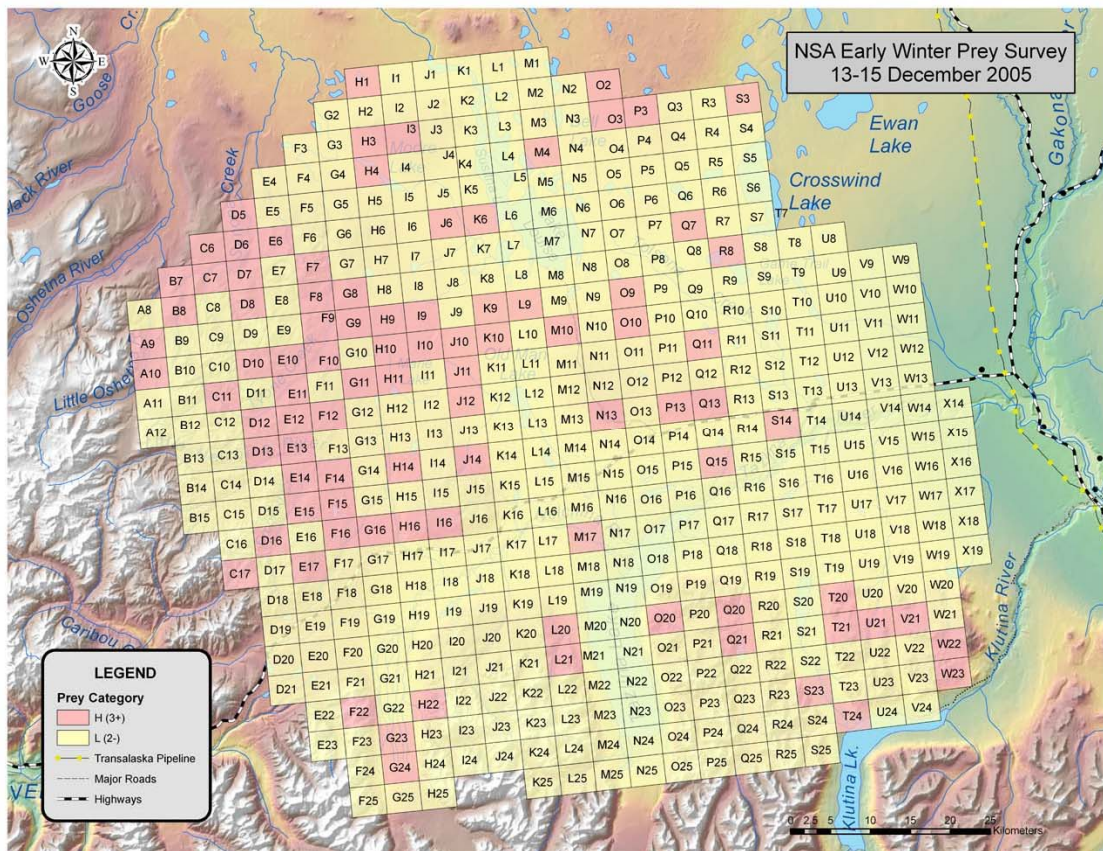 NSA Early Winter Prey Survey
13-15 December 2005
N
W E
S
Goose Cr.
Black River
Creek
Oshetna River
Ewan
Lake
Crosswind
Lake
Klutina River
Klutina Lk.
H1 I1 J1 K1 L1 M1
G2 H2 I2 J2 K2 L2 M2 N2 O2
F3 G3 H3 I3 J3 K3 L3 M3 N3 O3 P3 Q3 R3 S3
E4 F4 G4 H4 I4 J4 K4 L4 M4 N4 O4 P4 Q4 R4 S4
D5 E5 F5 G5 H5 I5 J5 K5 L5 M5 N5 O5 P5 Q5 R5 S5
C6 D6 E6 F6 G6 H6 I6 J6 K6 L6 M6 N6 O6 P6 Q6 R6 S6
B7 C7 D7 E7 F7 G7 H7 I7 J7 K7 L7 M7 N7 O7 P7 Q7 R7 S7 T7
A8 B8 C8 D8 E8 F8 G8 H8 I8 J8 K8 L8 M8 N8 O8 P8 Q8 R8 S8 T8 U8
A9 B9 C9 D9 E9 F9 G9 H9 I9 J9 K9 L9 M9 N9 O9 P9 Q9 R9 S9 T9 U9 V9 W9
A10 B10 C10 D10 E10 F10 G10 H10 I10 J10 K10 L10 M10 N10 O10 P10 Q10 R10 S10 T10 U10 V10 W10
A11 B11 C11 D11 E11 F11 G11 H11 I11 J11 K11 L11 M11 N11 O11 P11 Q11 R11 S11 T11 U11 V11 W11
A12 B12 C12 D12 E12 F12 G12 H12 I12 J12 K12 L12 M12 N12 O12 P12 Q12 R12 S12 T12 U12 V12 W12
B13 C13 D13 E13 F13 G13 H13 I13 J13 K13 L13 M13 N13 O13 P13 Q13 R13 S13 T13 U13 V13 W13
B14 C14 D14 E14 F14 G14 H14 I14 J14 K14 L14 M14 N14 O14 P14 Q14 R14 S14 T14 U14 V14 W14 X14
B15 C15 D15 E15 F15 G15 H15 I15 J15 K15 L15 M15 N15 O15 P15 Q15 R15 S15 T15 U15 V15 W15 X15
C16 D16 E16 F16 G16 H16 I16 J16 K16 L16 M16 N16 O16 P16 Q16 R16 S16 T16 U16 V16 W16 X16
C17 D17 E17 F17 G17 H17 I17 J17 K17 L17 M17 N17 O17 P17 Q17 R17 S17 T17 U17 V17 W17 X17
D18 E18 F18 G18 H18 I18 J18 K18 L18 M18 N18 O18 P18 Q18 R18 S18 T18 U18 V18 W18 X18
D19 E19 F19 G19 H19 I19 J19 K19 L19 M19 N19 O19 P19 Q19 R19 S19 T19 U19 V19 W19 X19
D20 E20 F20 G20 H20 I20 J20 K20 L20 M20 N20 O20 P20 Q20 R20 S20 T20 U20 V20 W20
D21 E21 F21 G21 H21 I21 J21 K21 L21 M21 N21 O21 P21 Q21 R21 S21 T21 U21 V21 W21
E22 F22 G22 H22 I22 J22 K22 L22 M22 N22 O22 P22 Q22 R22 S22 T22 U22 V22 W22
E23 F23 G23 H23 I23 J23 K23 L23 M23 N23 O23 P23 Q23 R23 S23 T23 U23 V23 W23
F24 G24 H24 I24 J24 K24 L24 M24 N24 O24 P24 Q24 R24 S24 T24 U24 V24
F25 G25 H25 K25 L25 M25 N25 O25 P25 Q25 R25 S25
LEGEND
Prey Category
H (3+)
L (2-)
Transalaska Pipeline
Major Roads
Highways
0 2.5 5 10 15 20 25
Kilometers